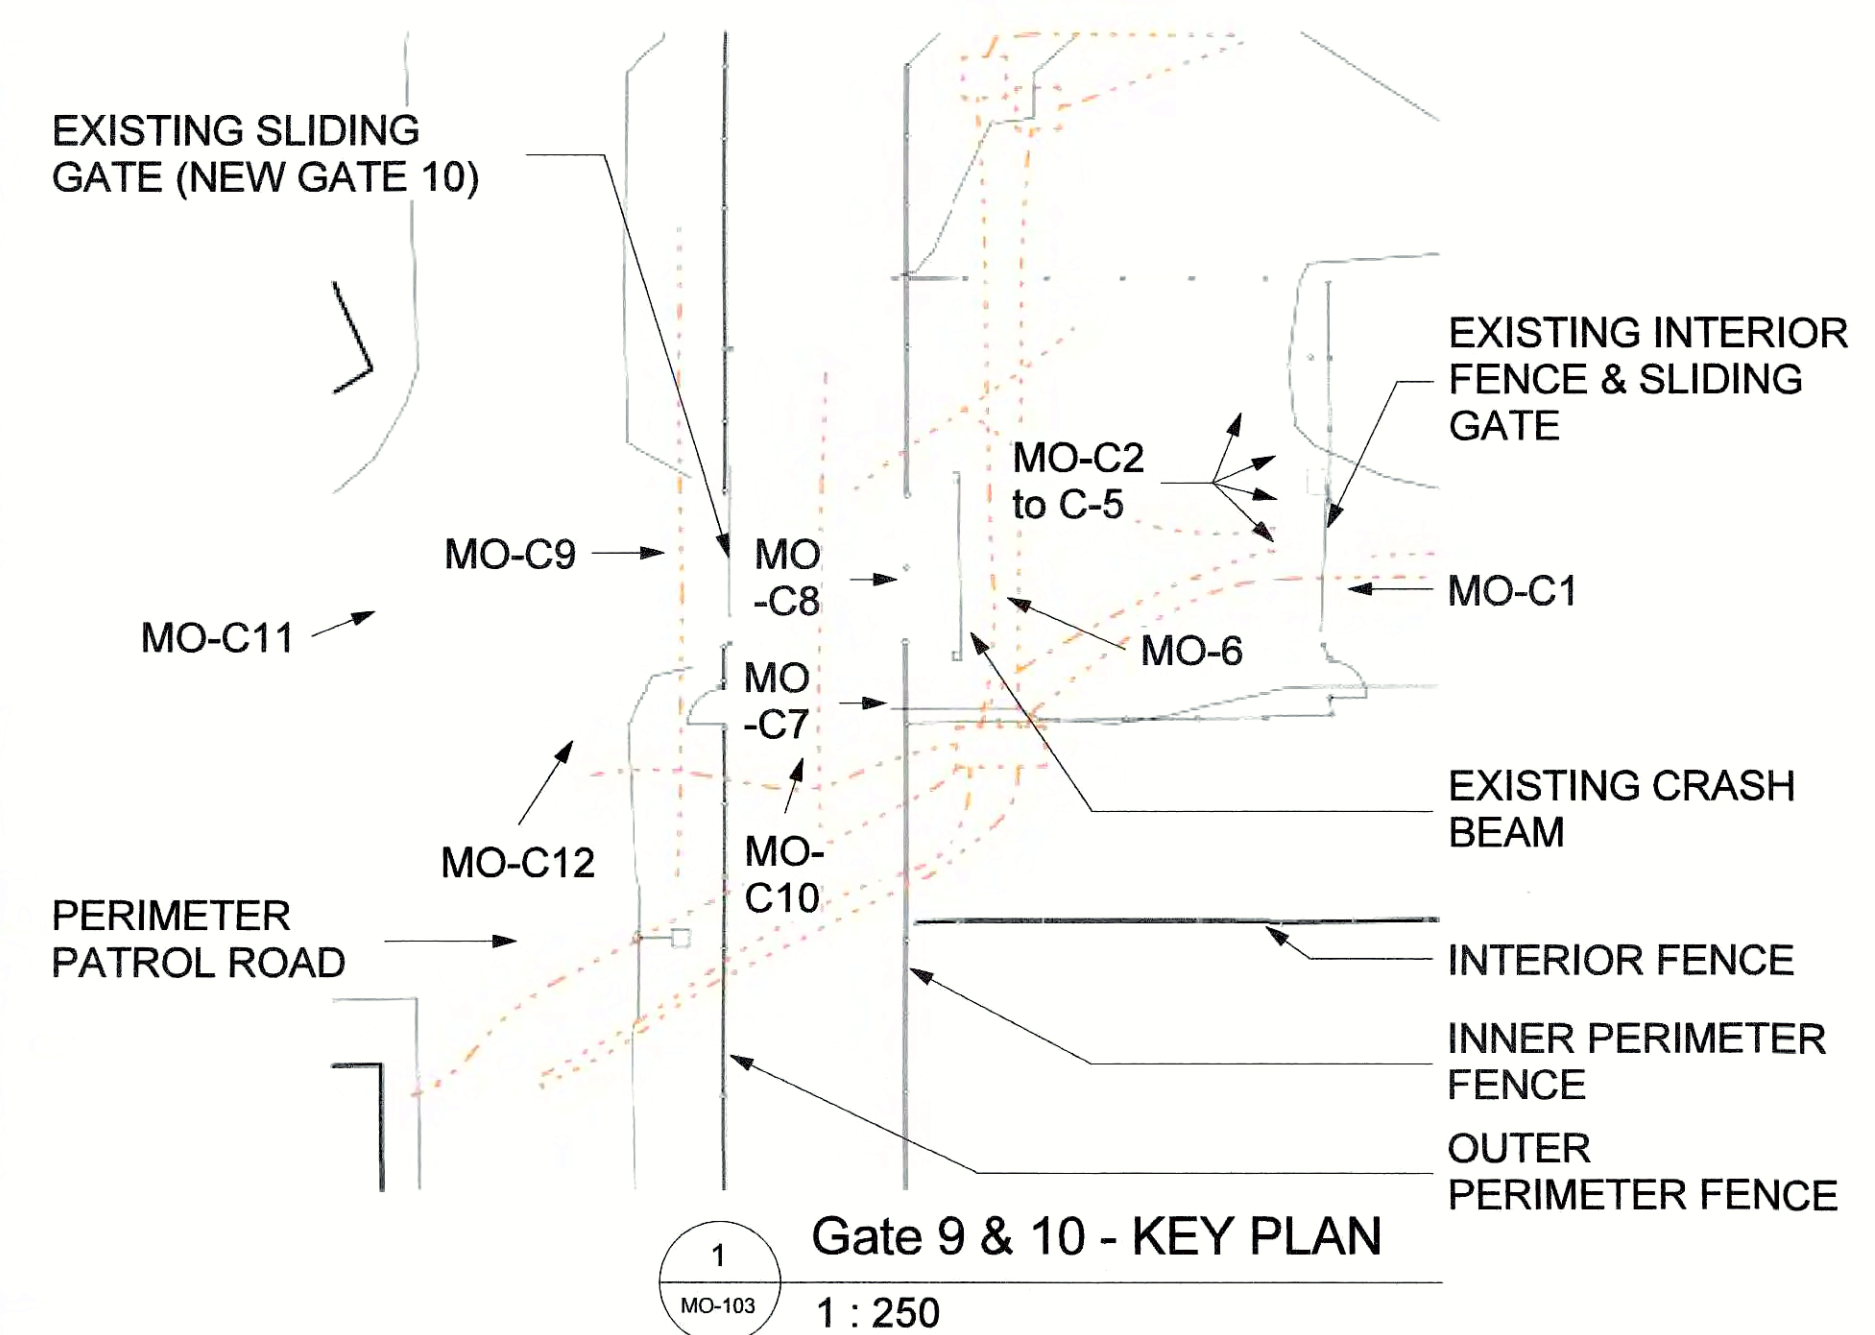 EXISTING SLIDING
GATE (NEW GATE 10)
EXISTING INTERIOR
FENCE & SLIDING
GATE
MO-C2
to C-5
MO-C9
MO
-C8
MO-C1
MO-C11
MO-6
MO
-C7
EXISTING CRASH
BEAM
MO-C12
MO-
C10
PERIMETER
PATROL ROAD
INTERIOR FENCE
INNER PERIMETER
FENCE
OUTER
PERIMETER FENCE
1
MO-103
Gate 9 & 10 - KEY PLAN
1 : 250